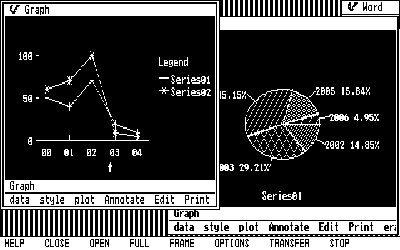 Graph
Word
100
50
0
00 01 02 03 04
t
Legend
Series01
Series02
2005 15.84%
2006 4.95%
2002 14.85%
15.15%
003 29.21%
Series01
Graph
data style plot Annotate Edit Print
Graph
data style plot Annotate Edit Print era
HELP CLOSE OPEN FULL FRAME OPTIONS TRANSFER STOP